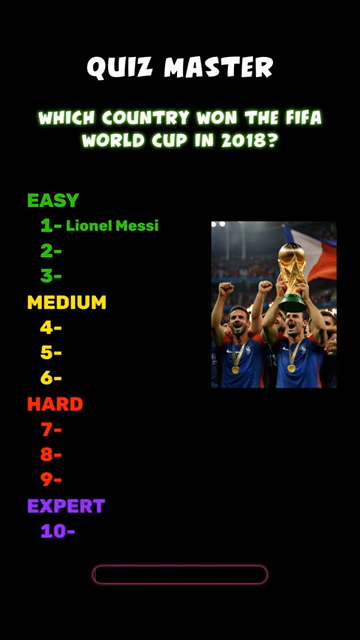 QUIZ MASTER
WHICH COUNTRY WON THE FIFA
WORLD CUP IN 2018?
EASY
1- Lionel Messi
2-
3-
MEDIUM
4-
5-
6-
HARD
7-
8-
9-
EXPERT
10-